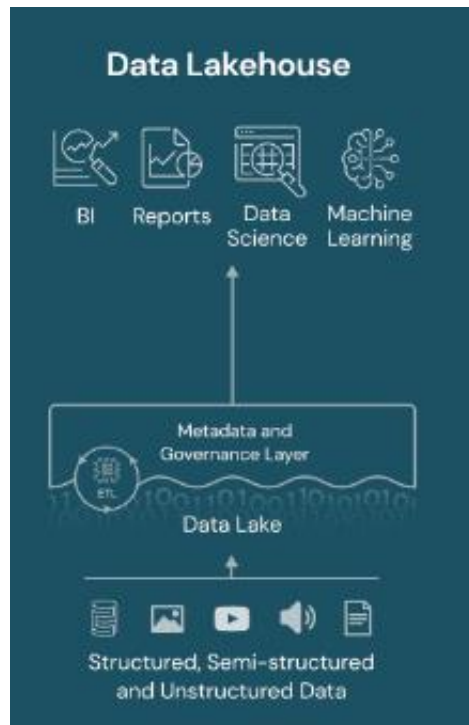 Data Lakehouse
BI
Reports
Data
Science
Machine
Learning
Metadata and
Governance Layer
ETL
Data Lake
Structured, Semi-structured
and Unstructured Data